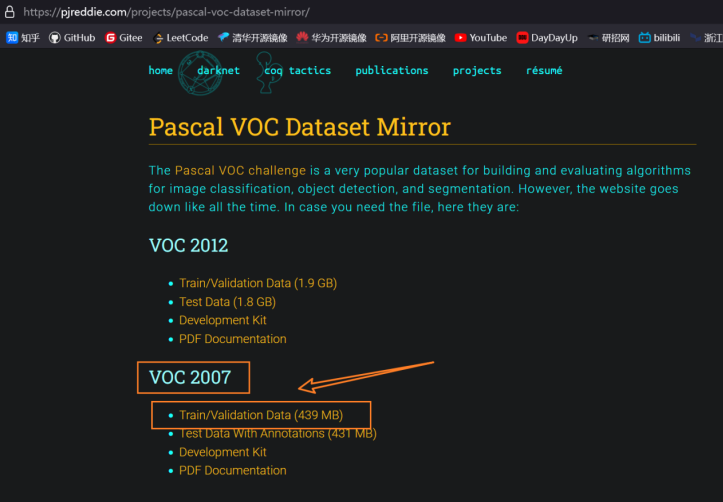 https://pjreddie.com/projects/pascal-voc-dataset-mirror/
知 知乎 GitHub G Gitee LeetCode 清华开源镜像 华为开源镜像 阿里开源镜像 YouTube DayDayUp 研招网 bilibili 浙江
home darknet coq tactics publications projects résumé
Pascal VOC Dataset Mirror
The Pascal VOC challenge is a very popular dataset for building and evaluating algorithms
for image classification, object detection, and segmentation. However, the website goes
down like all the time. In case you need the file, here they are:
VOC 2012
Train/Validation Data (1.9 GB)
Test Data (1.8 GB)
Development Kit
PDF Documentation
VOC 2007
Train/Validation Data (439 MB)
Test Data With Annotations (431 MB)
Development Kit
PDF Documentation